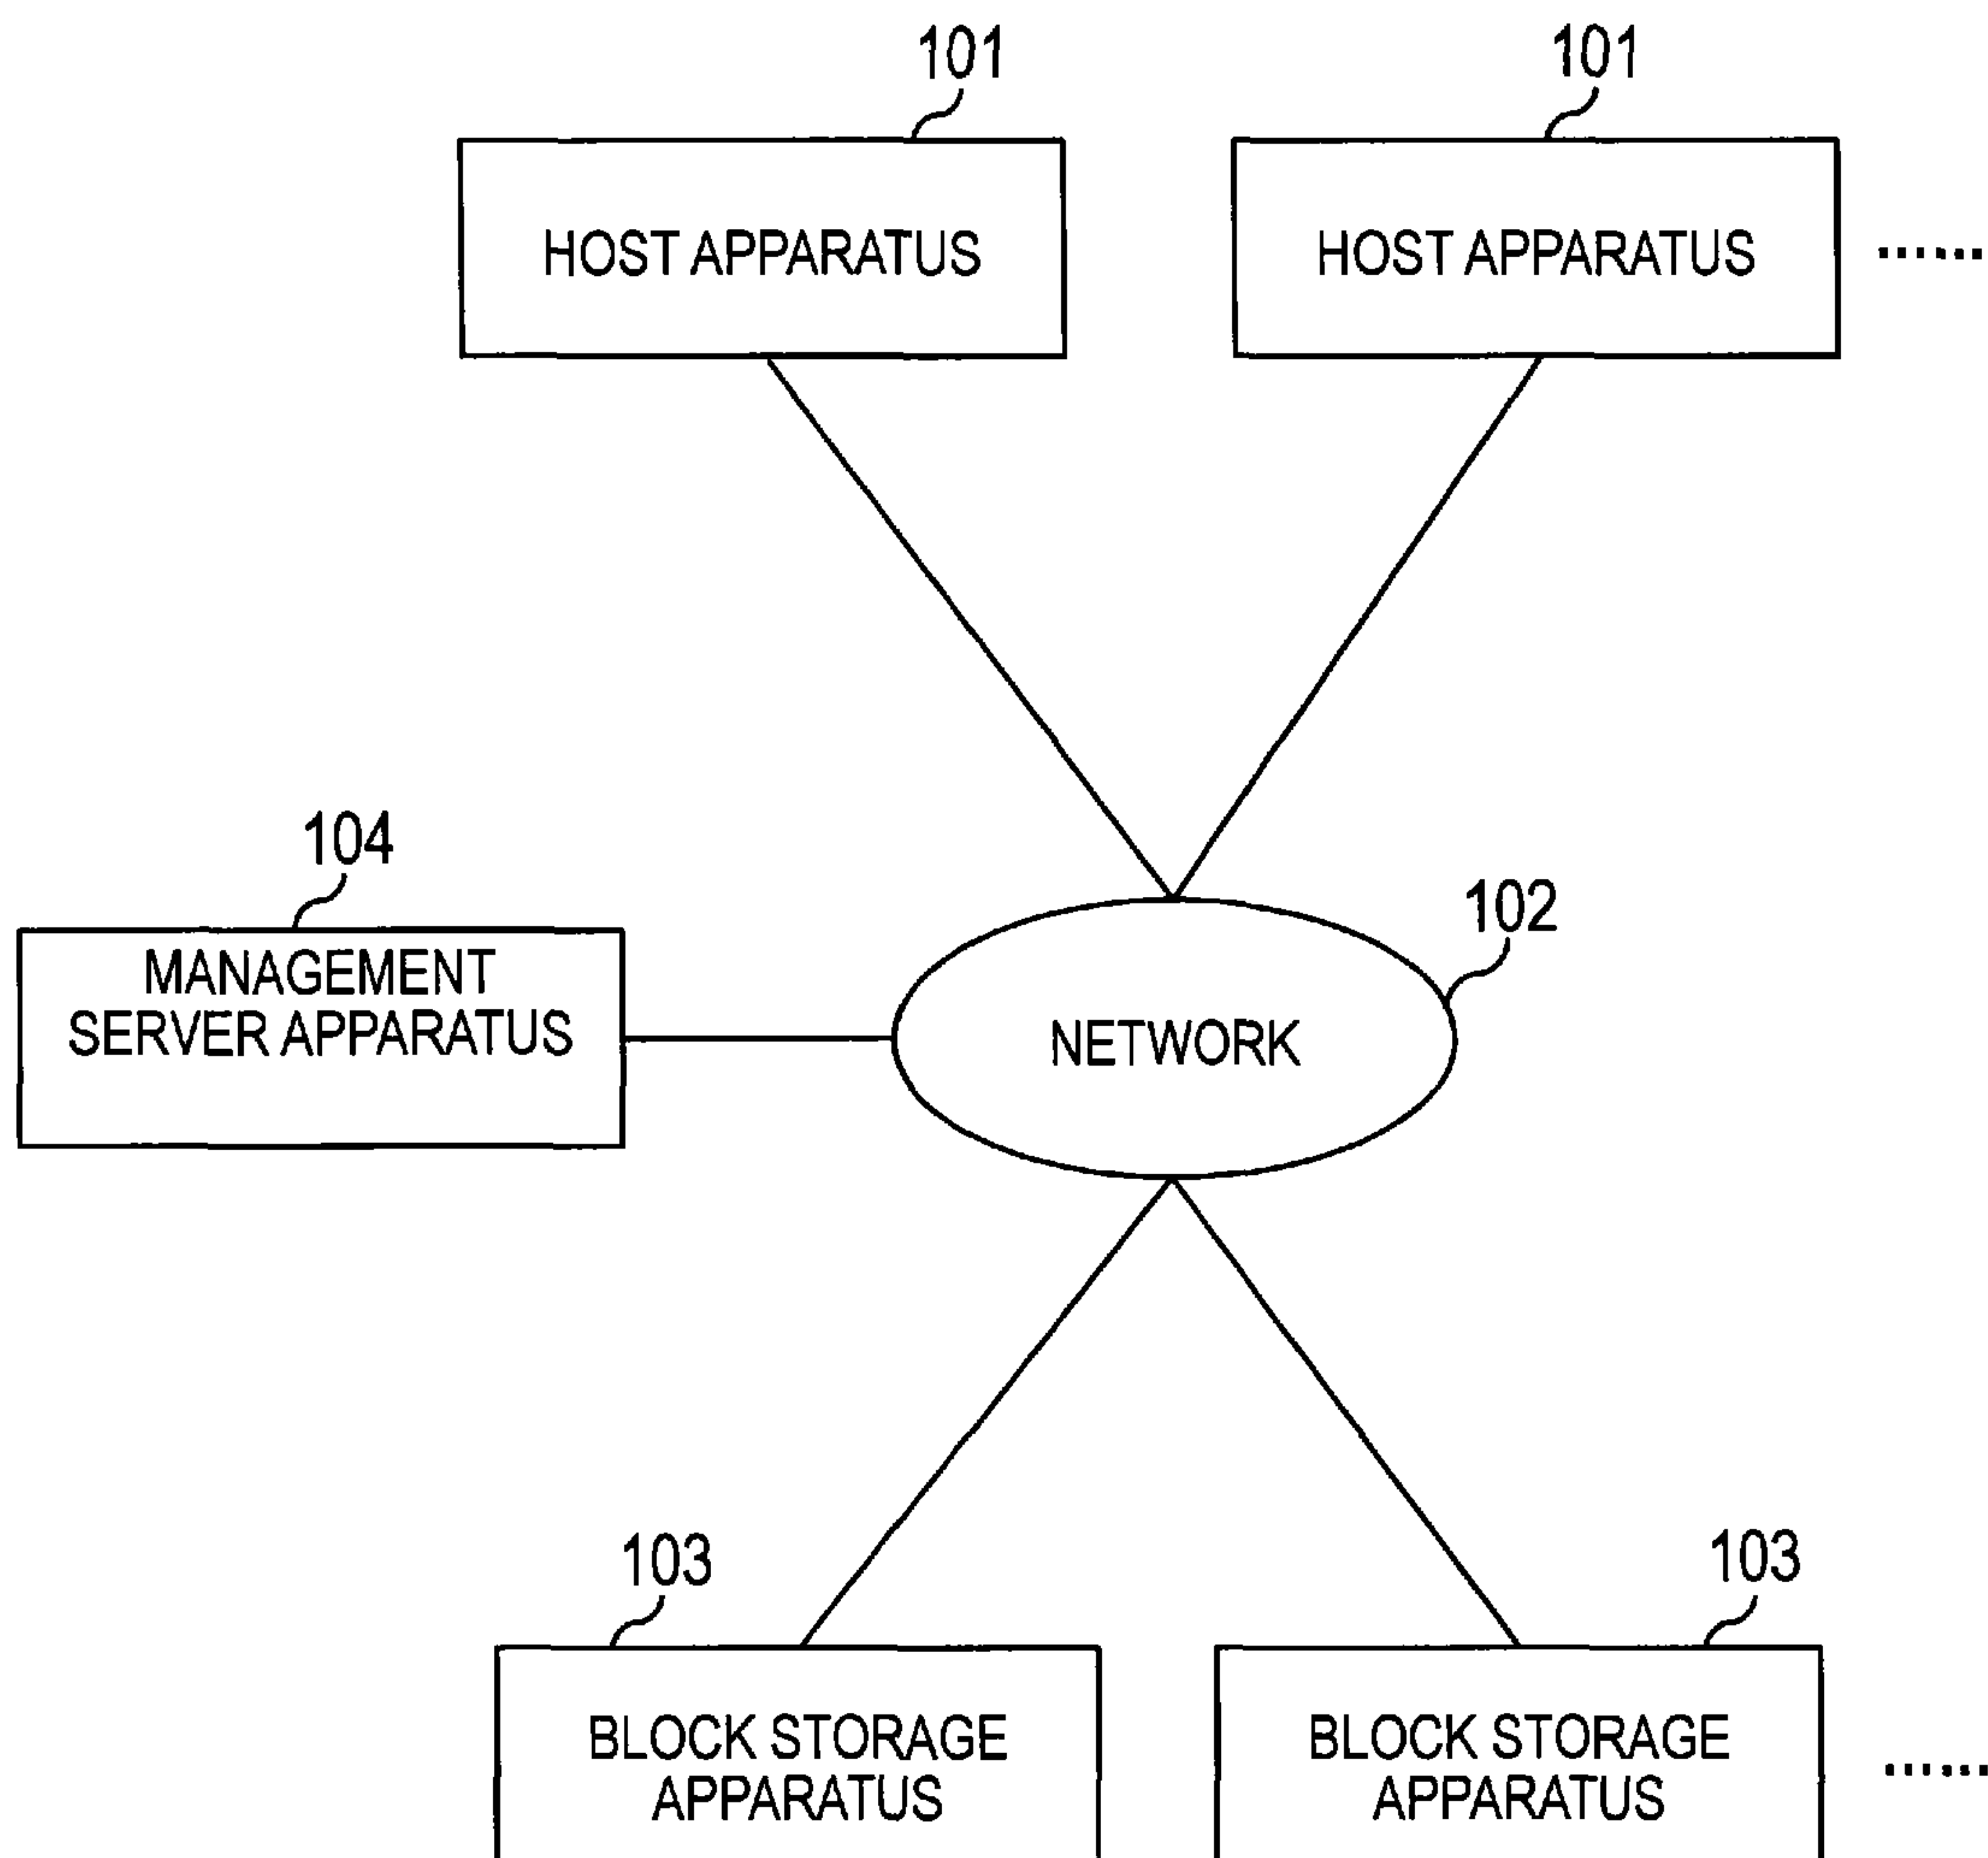 101
101
HOST APPARATUS
HOST APPARATUS
104
102
MANAGEMENT
SERVER APPARATUS
NETWORK
103
103
BLOCK STORAGE
APPARATUS
BLOCK STORAGE
APPARATUS